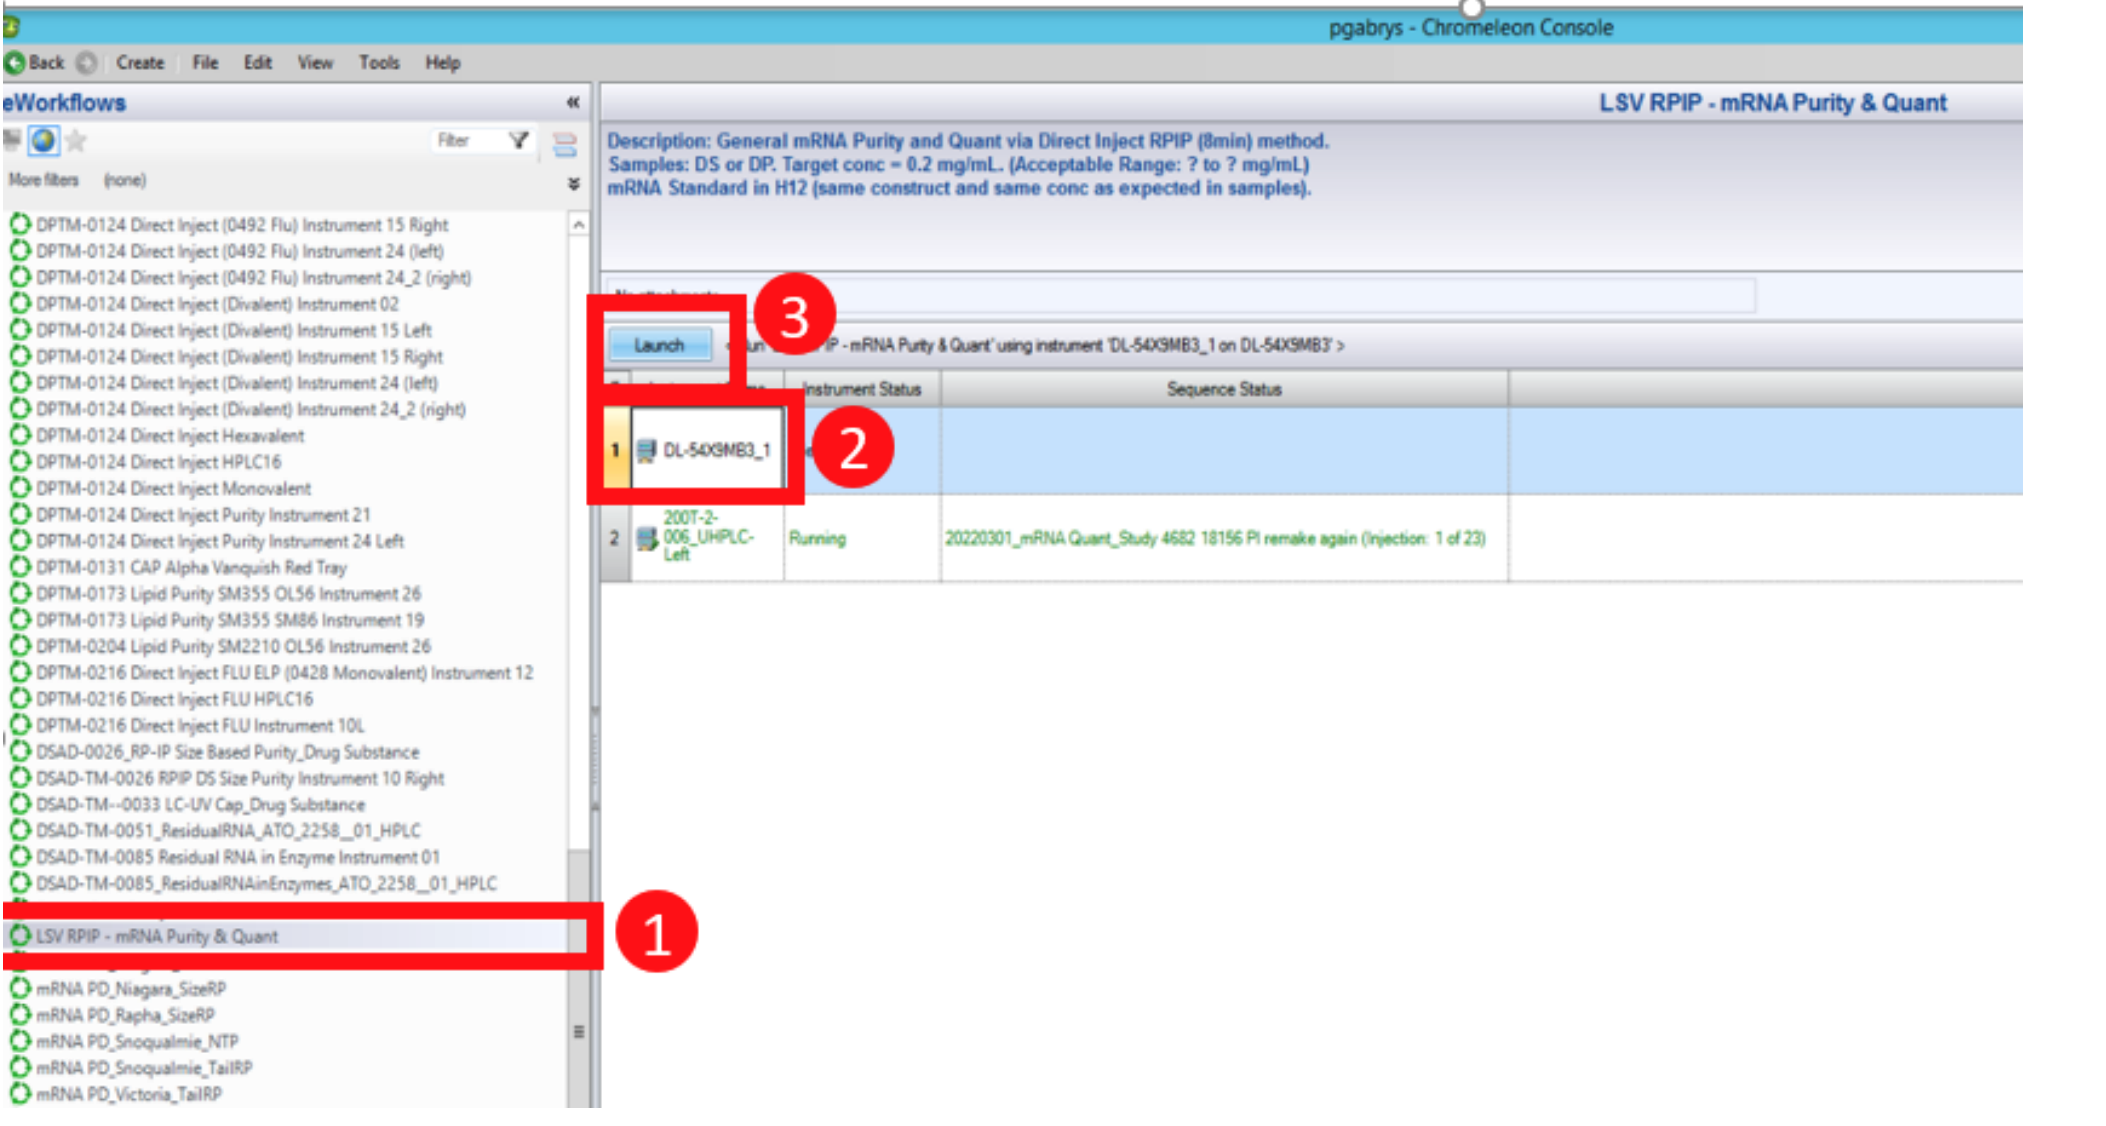 pgabrys - Chromeleon Console
Back Create File Edit View Tools Help
eWorkflows
«
LSV RPIP - mRNA Purity & Quant
Filter
More filters (none)
Description: General mRNA Purity and Quant via Direct Inject RPIP (8min) method.
Samples: DS or DP. Target conc = 0.2 mg/mL. (Acceptable Range: ? to ? mg/mL)
mRNA Standard in H12 (same construct and same conc as expected in samples).
DPTM-0124 Direct Inject (0492 Flu) Instrument 15 Right
DPTM-0124 Direct Inject (0492 Flu) Instrument 24 (left)
DPTM-0124 Direct Inject (0492 Flu) Instrument 24_2 (right)
DPTM-0124 Direct Inject (Divalent) Instrument 02
DPTM-0124 Direct Inject (Divalent) Instrument 15 Left
DPTM-0124 Direct Inject (Divalent) Instrument 15 Right
DPTM-0124 Direct Inject (Divalent) Instrument 24 (left)
DPTM-0124 Direct Inject (Divalent) Instrument 24_2 (right)
DPTM-0124 Direct Inject Hexavalent
DPTM-0124 Direct Inject HPLC16
DPTM-0124 Direct Inject Monovalent
DPTM-0124 Direct Inject Purity Instrument 21
DPTM-0124 Direct Inject Purity Instrument 24 Left
DPTM-0131 CAP Alpha Vanquish Red Tray
DPTM-0173 Lipid Purity SM355 OL56 Instrument 26
DPTM-0173 Lipid Purity SM355 SM86 Instrument 19
DPTM-0204 Lipid Purity SM2210 OL56 Instrument 26
DPTM-0216 Direct Inject FLU ELP (0428 Monovalent) Instrument 12
DPTM-0216 Direct Inject FLU HPLC16
DPTM-0216 Direct Inject FLU Instrument 10L
DSAD-0026_RP-IP Size Based Purity_Drug Substance
DSAD-TM-0026 RPIP DS Size Purity Instrument 10 Right
DSAD-TM--0033 LC-UV Cap_Drug Substance
DSAD-TM-0051_ResidualRNA_ATO_2258__01_HPLC
DSAD-TM-0085 Residual RNA in Enzyme Instrument 01
DSAD-TM-0085_ResidualRNAinEnzymes_ATO_2258__01_HPLC
LSV RPIP - mRNA Purity & Quant
1
mRNA PD_Niagara_SizeRP
mRNA PD_Rapha_SizeRP
mRNA PD_Snoqualmie_NTP
mRNA PD_Snoqualmie_TailRP
mRNA PD_Victoria_TailRP
3
Launch - mRNA Purity & Quant' using instrument 'DL-54X9MB3_1 on DL-54X9MB3' >
Instrument Status Sequence Status
1 DL-54X9MB3_1
2
2 200T-2-
006_UHPLC-
Left
Running
20220301_mRNA Quant_Study 4682 18156 PI remake again (Injection: 1 of 23)